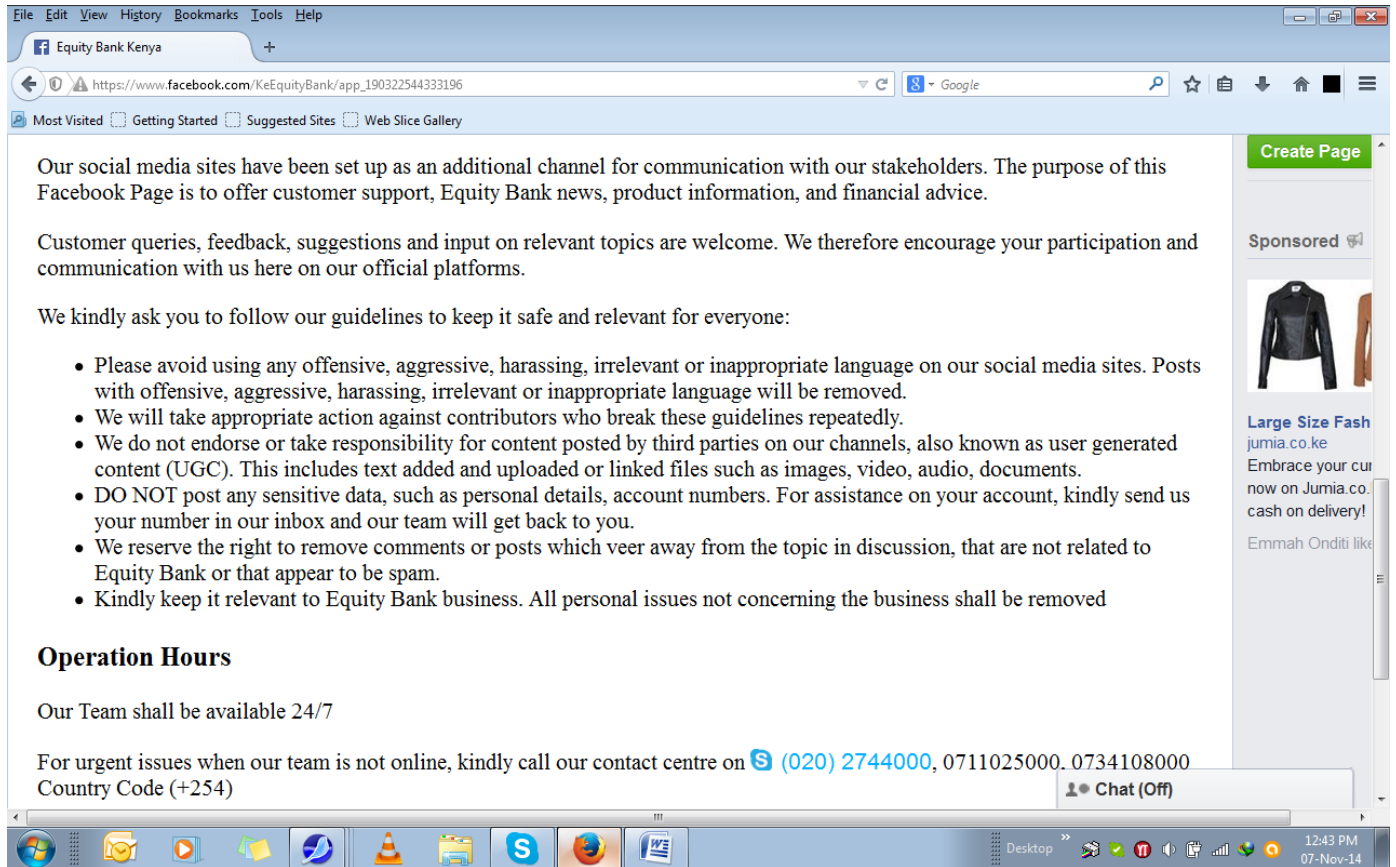 File Edit View History Bookmarks Tools Help
Equity Bank Kenya
https://www.facebook.com/KeEquityBank/app_190322544333196
Google
Most Visited Getting Started Suggested Sites Web Slice Gallery
Our social media sites have been set up as an additional channel for communication with our stakeholders. The purpose of this
Facebook Page is to offer customer support, Equity Bank news, product information, and financial advice.
Customer queries, feedback, suggestions and input on relevant topics are welcome. We therefore encourage your participation and
communication with us here on our official platforms.
We kindly ask you to follow our guidelines to keep it safe and relevant for everyone:
• Please avoid using any offensive, aggressive, harassing, irrelevant or inappropriate language on our social media sites. Posts
with offensive, aggressive, harassing, irrelevant or inappropriate language will be removed.
• We will take appropriate action against contributors who break these guidelines repeatedly.
• We do not endorse or take responsibility for content posted by third parties on our channels, also known as user generated
content (UGC). This includes text added and uploaded or linked files such as images, video, audio, documents.
• DO NOT post any sensitive data, such as personal details, account numbers. For assistance on your account, kindly send us
your number in our inbox and our team will get back to you.
• We reserve the right to remove comments or posts which veer away from the topic in discussion, that are not related to
Equity Bank or that appear to be spam.
• Kindly keep it relevant to Equity Bank business. All personal issues not concerning the business shall be removed
Operation Hours
Our Team shall be available 24/7
For urgent issues when our team is not online, kindly call our contact centre on (020) 2744000, 0711025000, 0734108000
Country Code (+254)
Create Page
Sponsored
Large Size Fash
jumia.co.ke
Embrace your cur
now on Jumia.co.
cash on delivery!
Emmah Onditi like
Chat (Off)
Desktop
12:43 PM
07-Nov-14